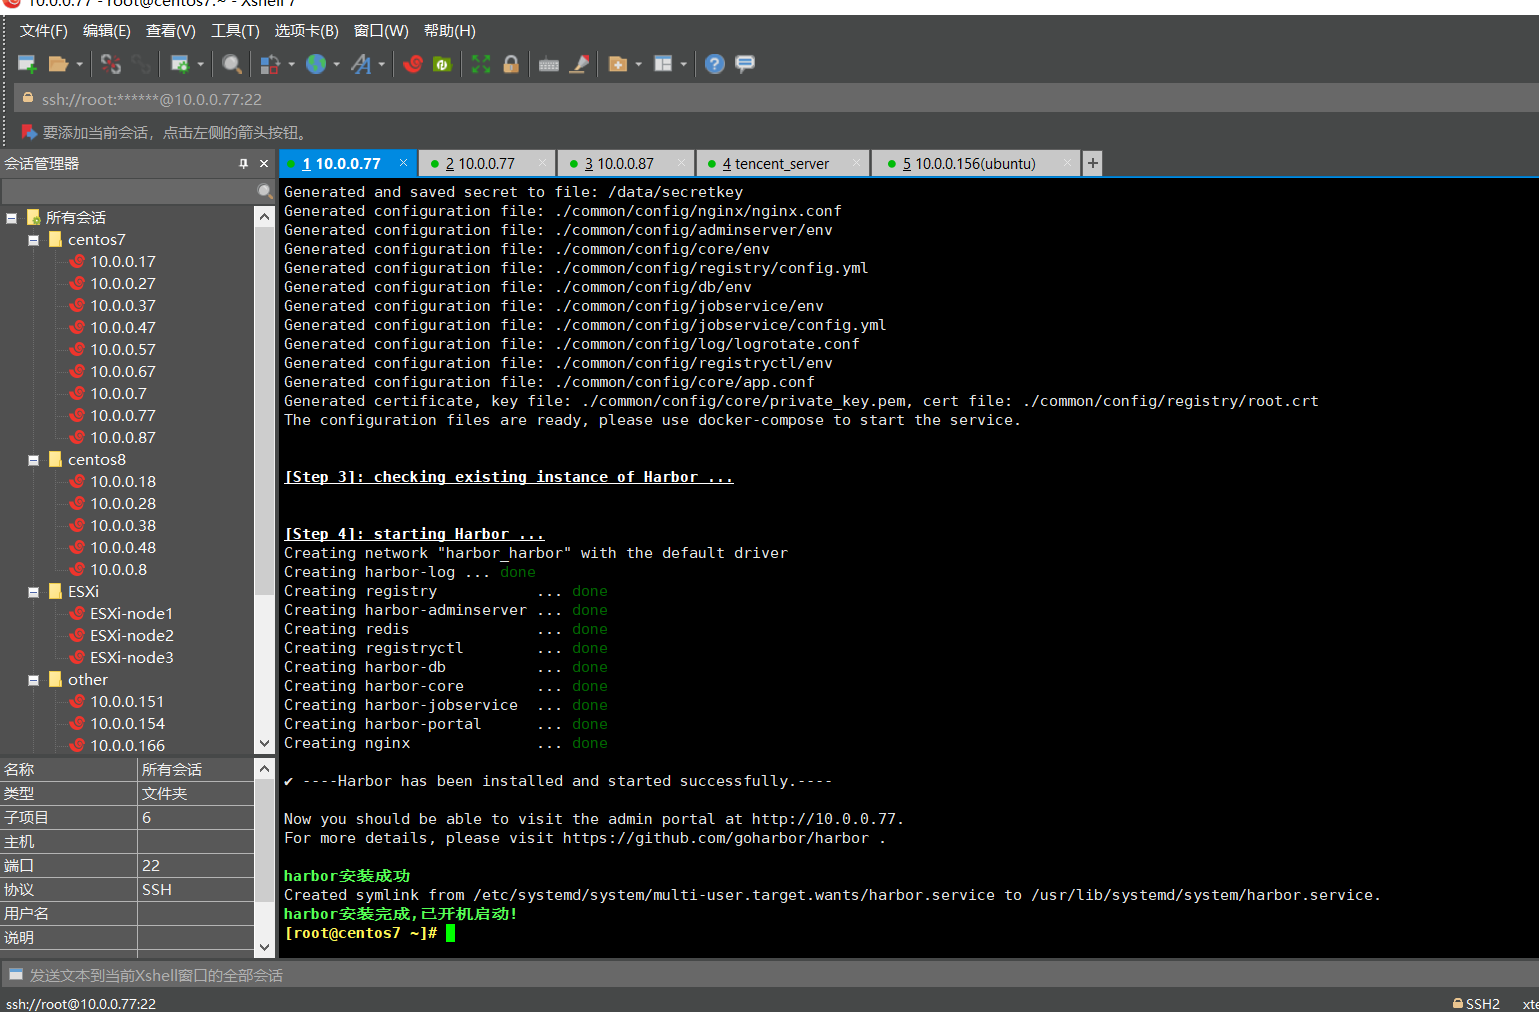 10.0.0.77 - root@centos7:~ - Xshell 7
文件(F) 编辑(E) 查看(V) 工具(T) 选项卡(B) 窗口(W) 帮助(H)
ssh://root:******@10.0.0.77:22
要添加当前会话，点击左侧的箭头按钮。
会话管理器
1 10.0.0.77 2 10.0.0.77 3 10.0.0.87 4 tencent_server 5 10.0.0.156(ubuntu)
所有会话
centos7
10.0.0.17
10.0.0.27
10.0.0.37
10.0.0.47
10.0.0.57
10.0.0.67
10.0.0.7
10.0.0.77
10.0.0.87
centos8
10.0.0.18
10.0.0.28
10.0.0.38
10.0.0.48
10.0.0.8
ESXi
ESXi-node1
ESXi-node2
ESXi-node3
other
10.0.0.151
10.0.0.154
10.0.0.166
名称 所有会话
类型 文件夹
子项目 6
主机
端口 22
协议 SSH
用户名
说明
Generated and saved secret to file: /data/secretkey
Generated configuration file: ./common/config/nginx/nginx.conf
Generated configuration file: ./common/config/adminserver/env
Generated configuration file: ./common/config/core/env
Generated configuration file: ./common/config/registry/config.yml
Generated configuration file: ./common/config/db/env
Generated configuration file: ./common/config/jobservice/env
Generated configuration file: ./common/config/jobservice/config.yml
Generated configuration file: ./common/config/log/logrotate.conf
Generated configuration file: ./common/config/registryctl/env
Generated configuration file: ./common/config/core/app.conf
Generated certificate, key file: ./common/config/core/private_key.pem, cert file: ./common/config/registry/root.crt
The configuration files are ready, please use docker-compose to start the service.
[Step 3]: checking existing instance of Harbor ...
[Step 4]: starting Harbor ...
Creating network "harbor_harbor" with the default driver
Creating harbor-log ... done
Creating registry ... done
Creating harbor-adminserver ... done
Creating redis ... done
Creating registryctl ... done
Creating harbor-db ... done
Creating harbor-core ... done
Creating harbor-jobservice ... done
Creating harbor-portal ... done
Creating nginx ... done
✔ ----Harbor has been installed and started successfully.----
Now you should be able to visit the admin portal at http://10.0.0.77.
For more details, please visit https://github.com/goharbor/harbor .
harbor安装成功
Created symlink from /etc/systemd/system/multi-user.target.wants/harbor.service to /usr/lib/systemd/system/harbor.service.
harbor安装完成,已开机启动!
[root@centos7 ~]#
发送文本到当前Xshell窗口的全部会话
ssh://root@10.0.0.77:22 SSH2